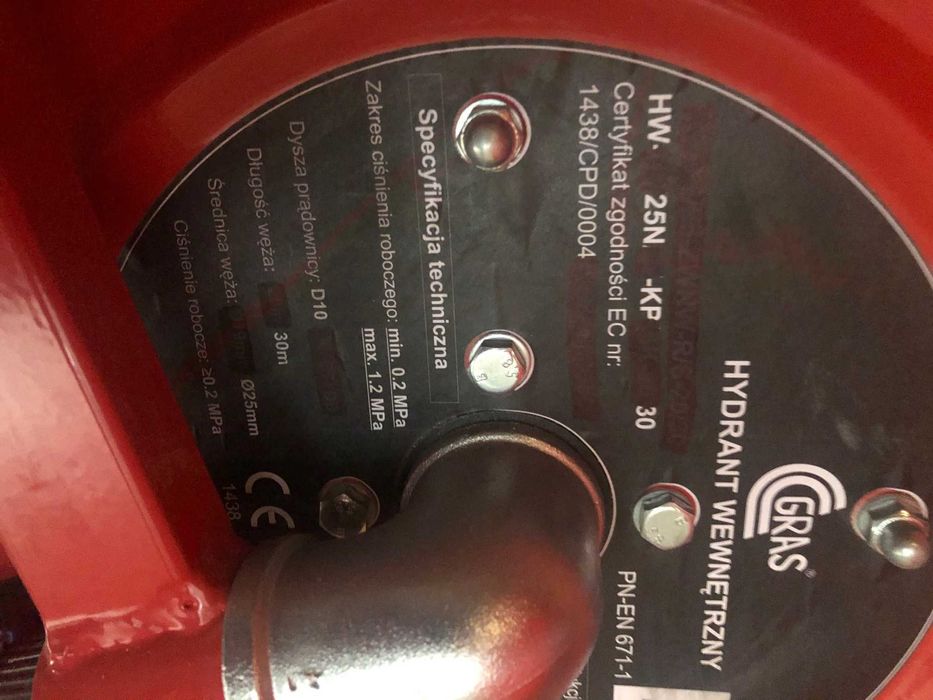 GRAS®
HYDRANT WEWNĘTRZNY
PN-EN 671-1
HW- 25N -KP 30
Certyfikat zgodności EC nr:
1438/CPD/0004
Specyfikacja techniczna
Zakres ciśnienia roboczego: min. 0.2 MPa
max. 1.2 MPa
Dysza prądownicy: D10
Długość węża: 30m
Średnica węża: Ø25mm
Ciśnienie robocze: ≥0.2 MPa
CE
1438